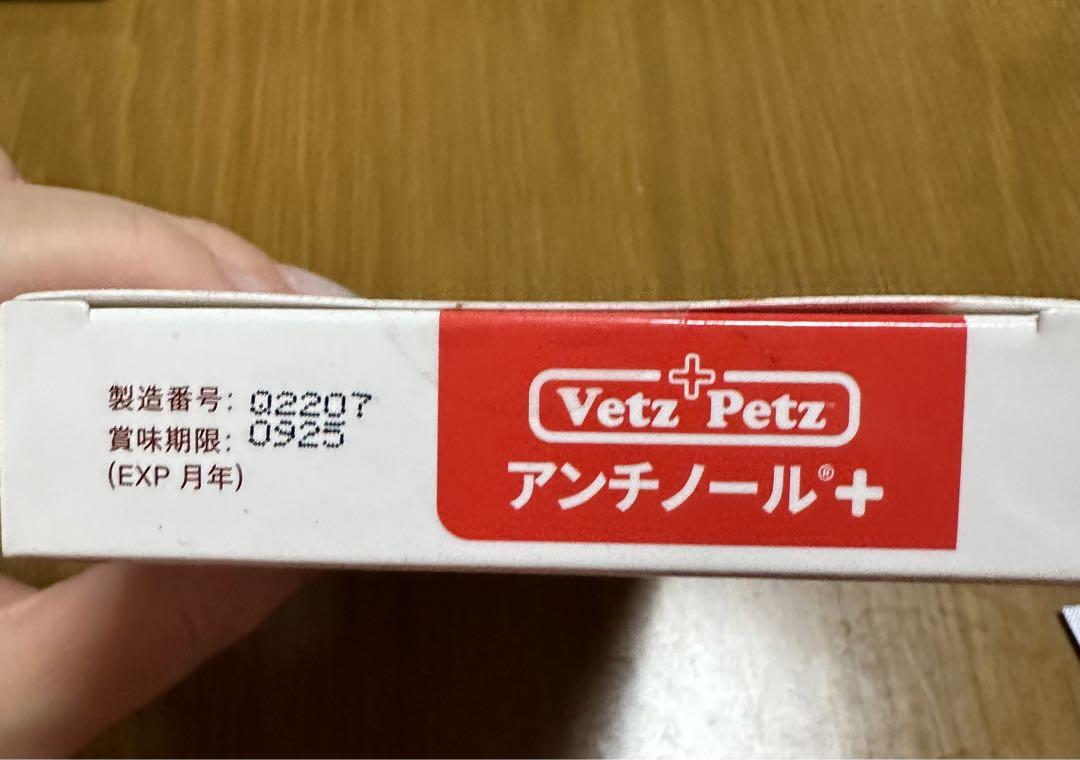 製造番号: Q2207
賞味期限: 0925
(EXP 月年)
Vetz Petz™
アンチノール®+